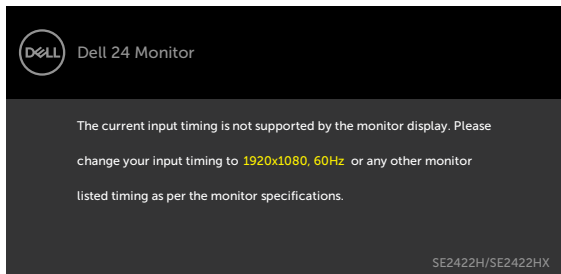 DELL
Dell 24 Monitor
The current input timing is not supported by the monitor display. Please
change your input timing to 1920x1080, 60Hz or any other monitor
listed timing as per the monitor specifications.
SE2422H/SE2422HX